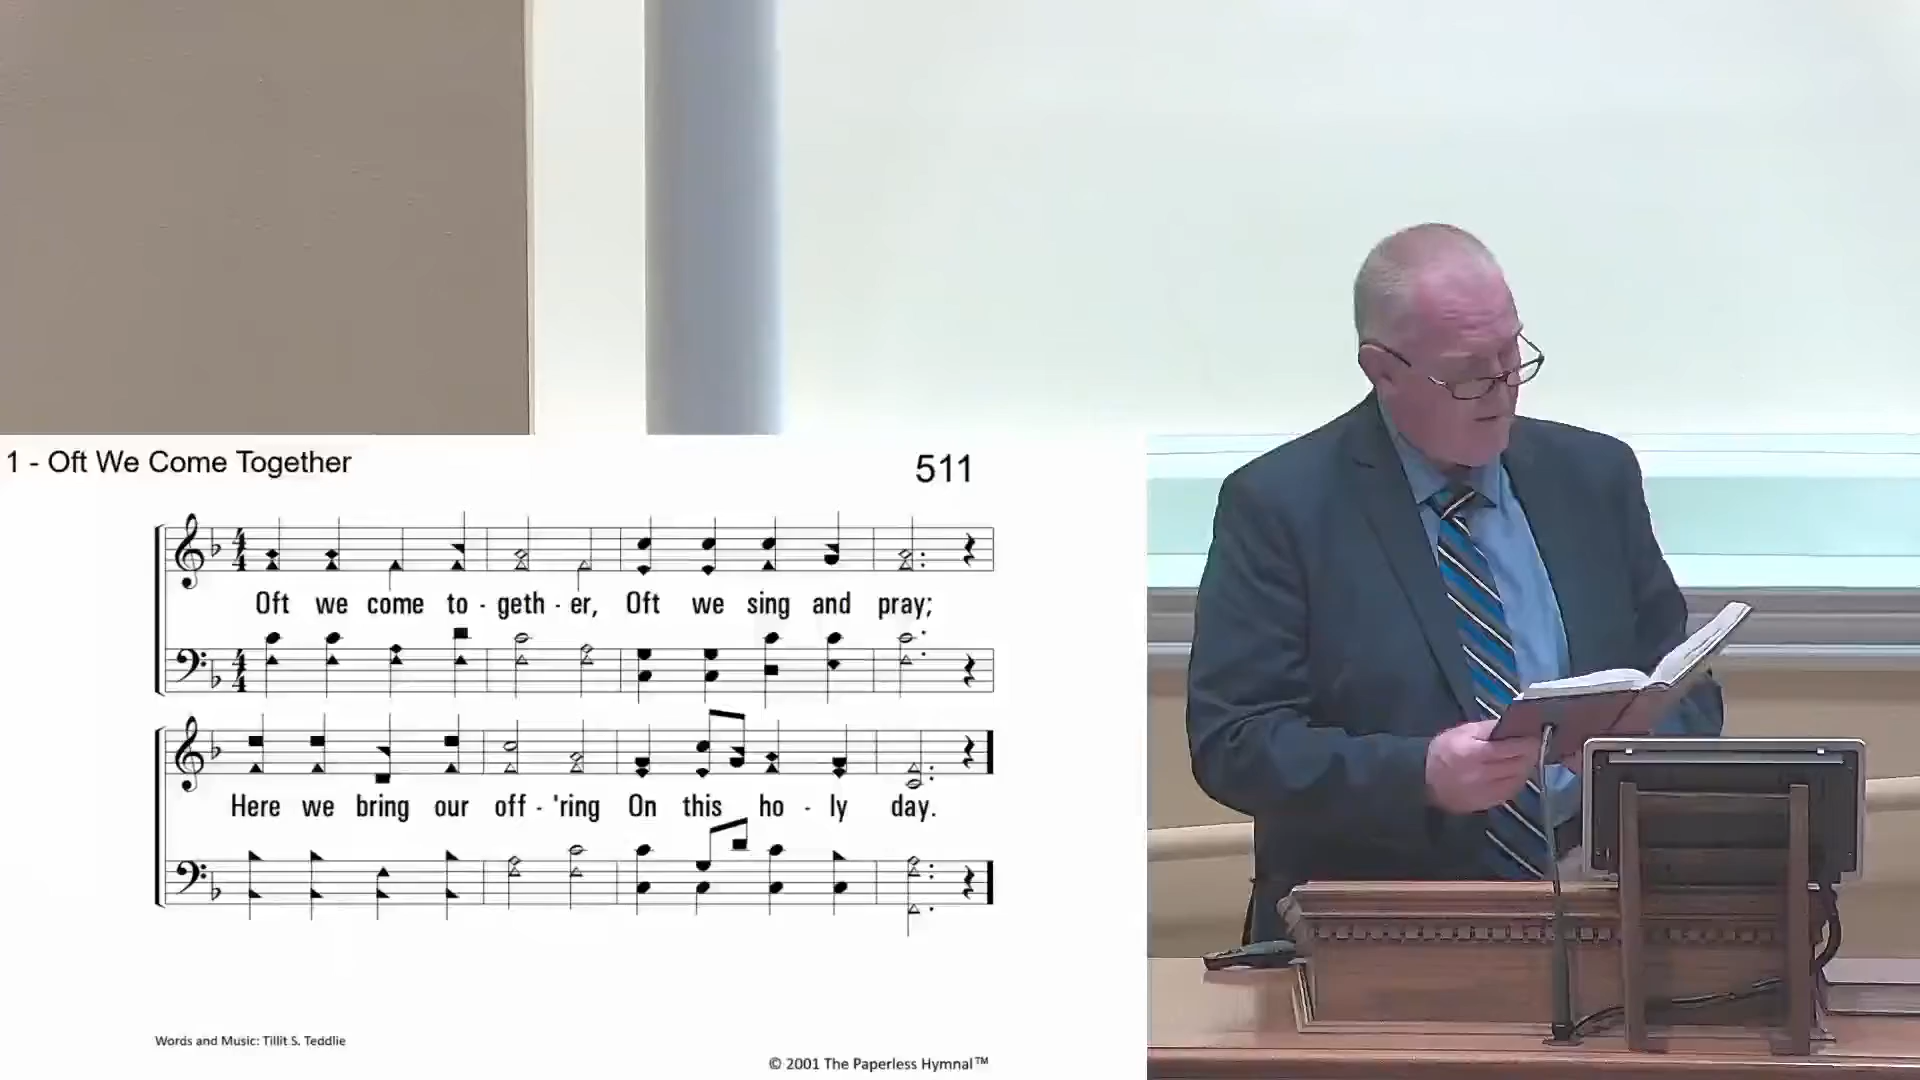 1 - Oft We Come Together
511
Oft we come to - geth - er, Oft we sing and pray;
Here we bring our off - 'ring On this ho - ly day.
Words and Music: Tillit S. Teddlie
© 2001 The Paperless Hymnal™